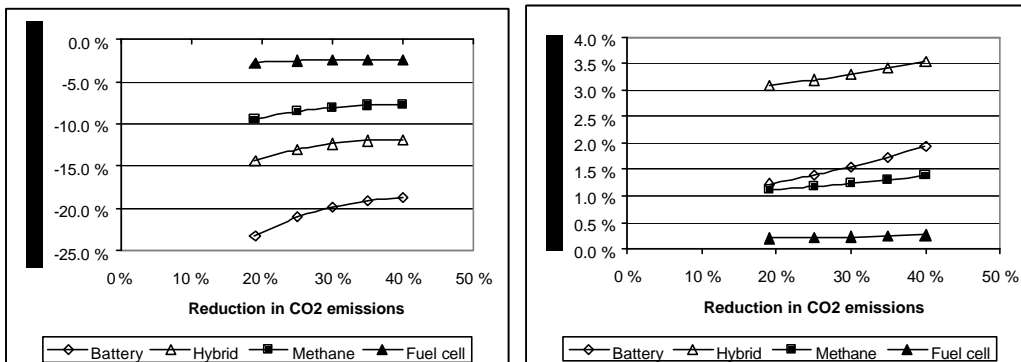 0.0 %
-5.0 %
-10.0 %
-15.0 %
-20.0 %
-25.0 %
0 % 10 % 20 % 30 % 40 % 50 %
Reduction in CO2 emissions
Battery Hybrid Methane Fuel cell
4.0 %
3.5 %
3.0 %
2.5 %
2.0 %
1.5 %
1.0 %
0.5 %
0.0 %
0 % 10 % 20 % 30 % 40 % 50 %
Reduction in CO2 emissions
Battery Hybrid Methane Fuel cell